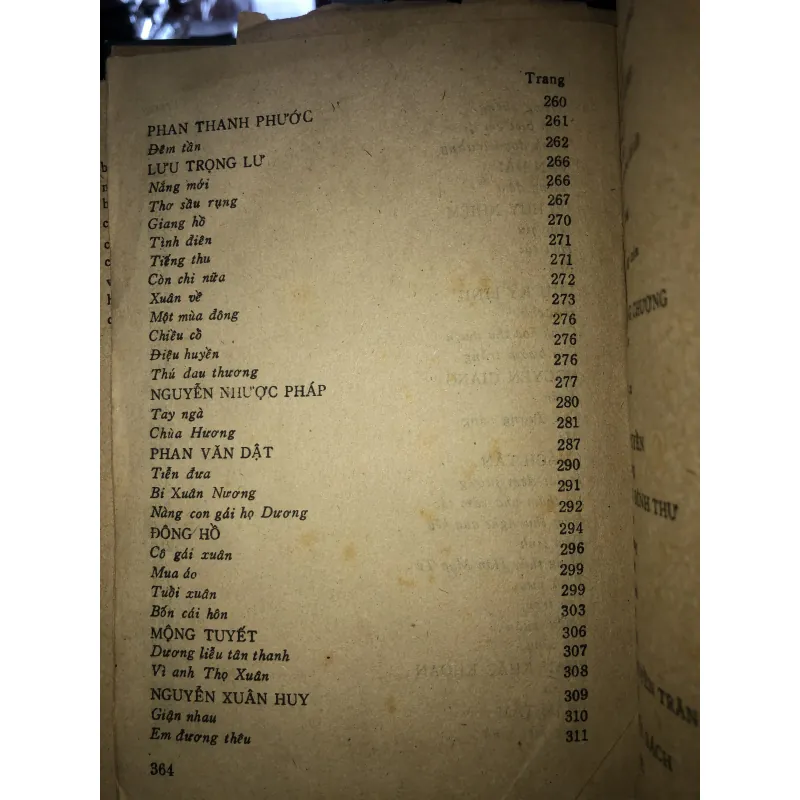 Trang
PHAN THANH PHƯỚC 260
Đêm tần 261
LƯU TRỌNG LƯ 262
Nắng mới 266
Thơ sầu rụng 266
Giang hồ 267
Tình điên 270
Tiếng thu 271
Còn chi nữa 271
Xuân về 272
Một mùa đông 273
Chiều cồ 276
Điệu huyền 276
Thú đau thương 276
NGUYỄN NHƯỢC PHÁP 277
Tay ngà 280
Chùa Hương 281
PHAN VĂN DẬT 287
Tiễn đưa 290
Bi Xuân Nương 291
Nàng con gái họ Dương 292
ĐÔNG HỒ 294
Cô gái xuân 296
Mua áo 299
Tuổi xuân 299
Bốn cái hôn 303
MỘNG TUYẾT 306
Dương liễu tân thanh 307
Vì anh Thọ Xuân 308
NGUYỄN XUÂN HUY 309
Giận nhau 310
Em đương thêu 311
364